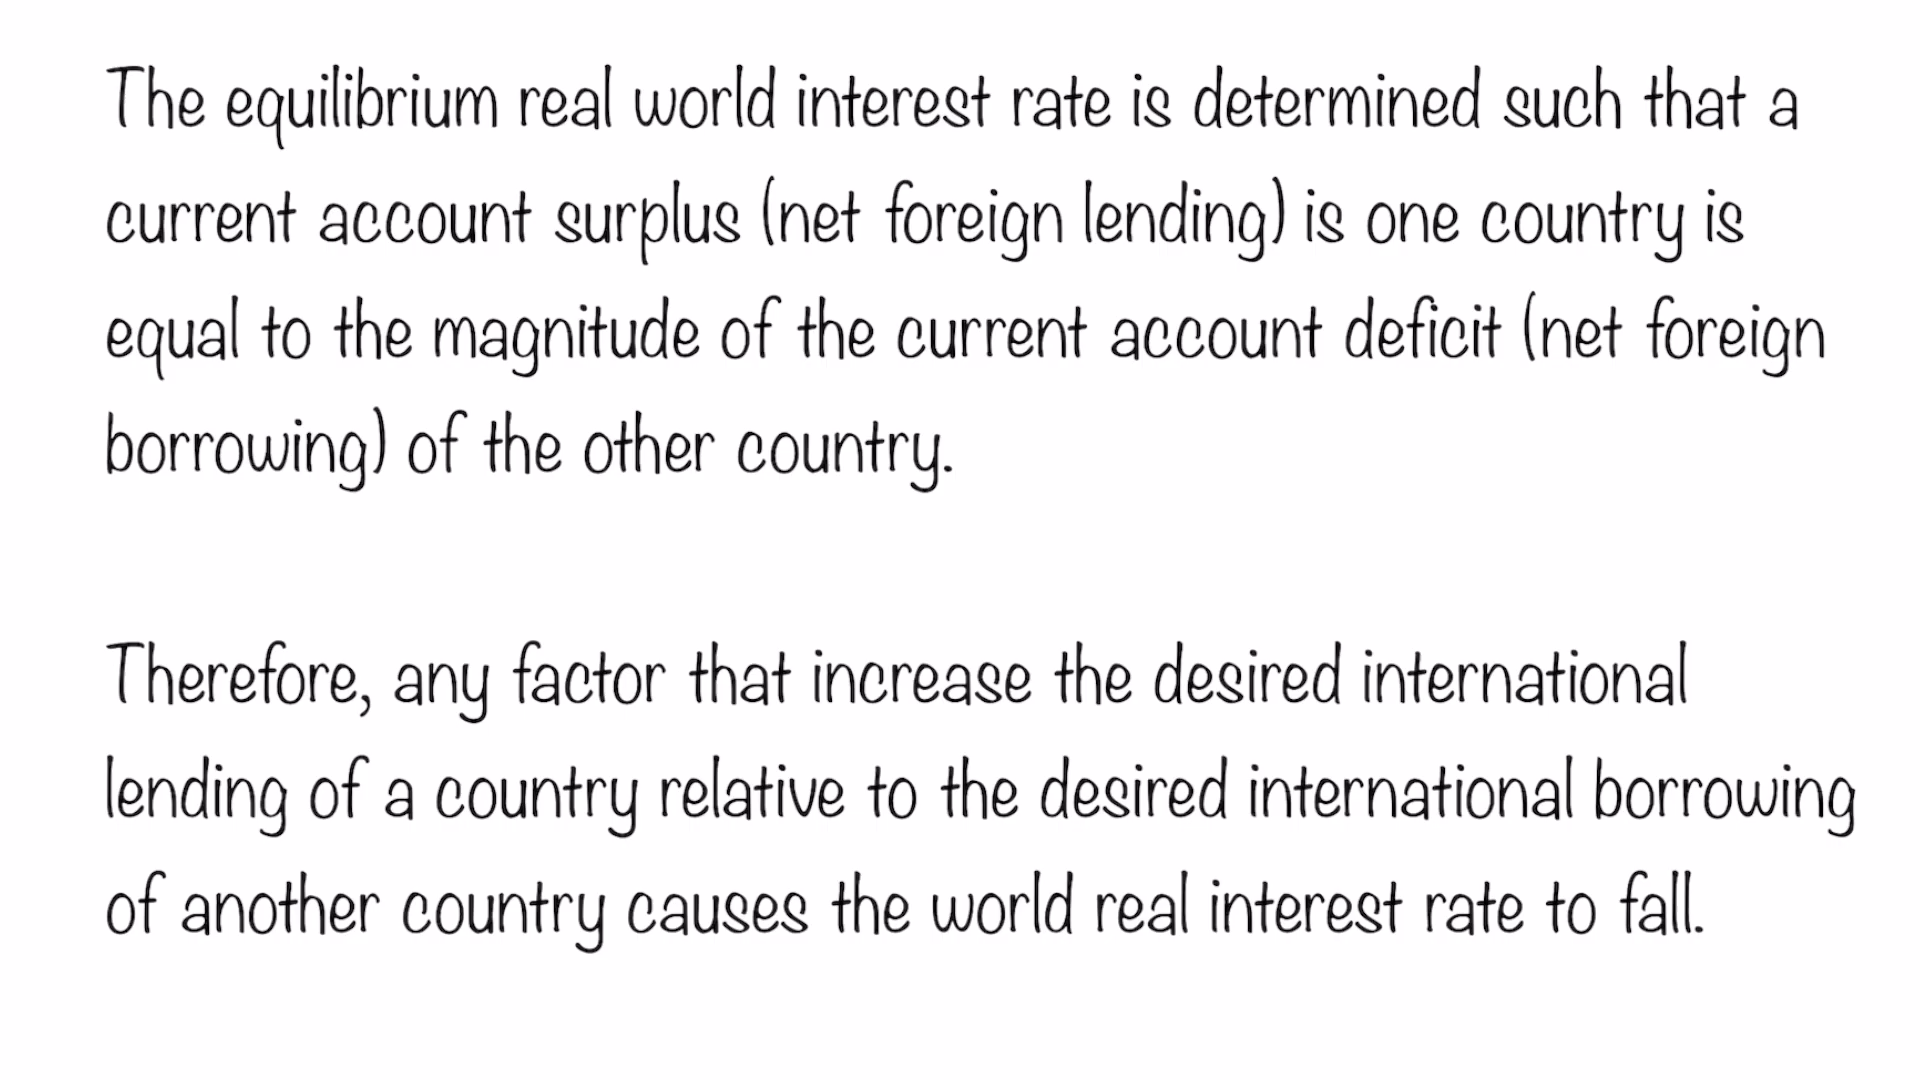 The equilibrium real world interest rate is determined such that a
current account surplus (net foreign lending) is one country is
equal to the magnitude of the current account deficit (net foreign
borrowing) of the other country.
Therefore, any factor that increase the desired international
lending of a country relative to the desired international borrowing
of another country causes the world real interest rate to fall.